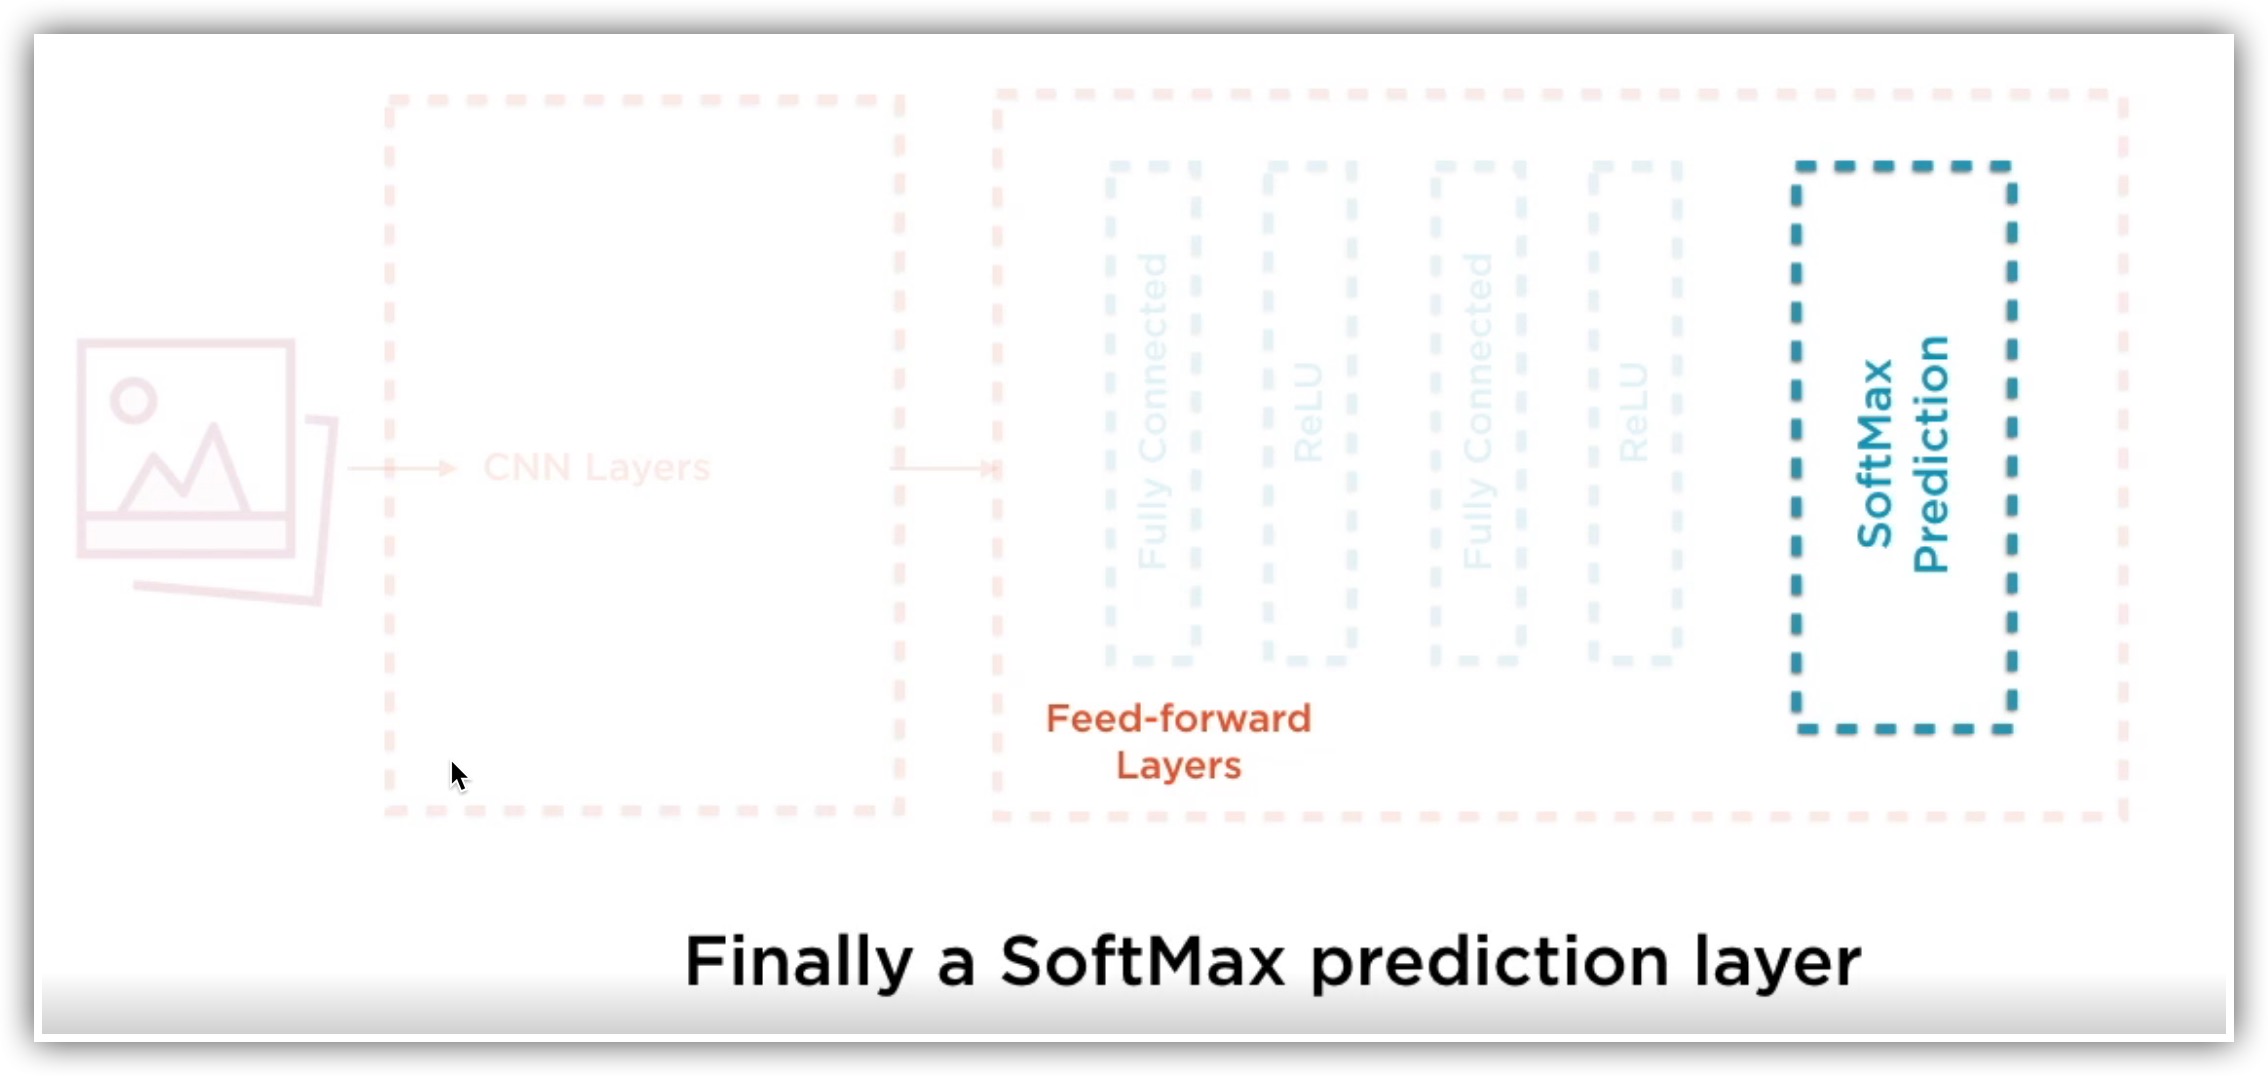 CNN Layers
Fully Connected
ReLU
Fully Connected
ReLU
SoftMax
Prediction
Feed-forward
Layers
Finally a SoftMax prediction layer